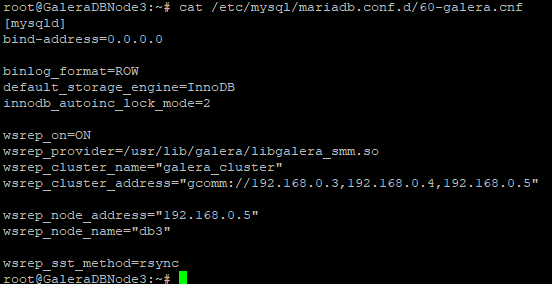 root@GaleraDBNode3:~# cat /etc/mysql/mariadb.conf.d/60-galera.cnf
[mysqld]
bind-address=0.0.0.0
binlog_format=ROW
default_storage_engine=InnoDB
innodb_autoinc_lock_mode=2
wsrep_on=ON
wsrep_provider=/usr/lib/galera/libgalera_smm.so
wsrep_cluster_name="galera_cluster"
wsrep_cluster_address="gcomm://192.168.0.3,192.168.0.4,192.168.0.5"
wsrep_node_address="192.168.0.5"
wsrep_node_name="db3"
wsrep_sst_method=rsync
root@GaleraDBNode3:~#